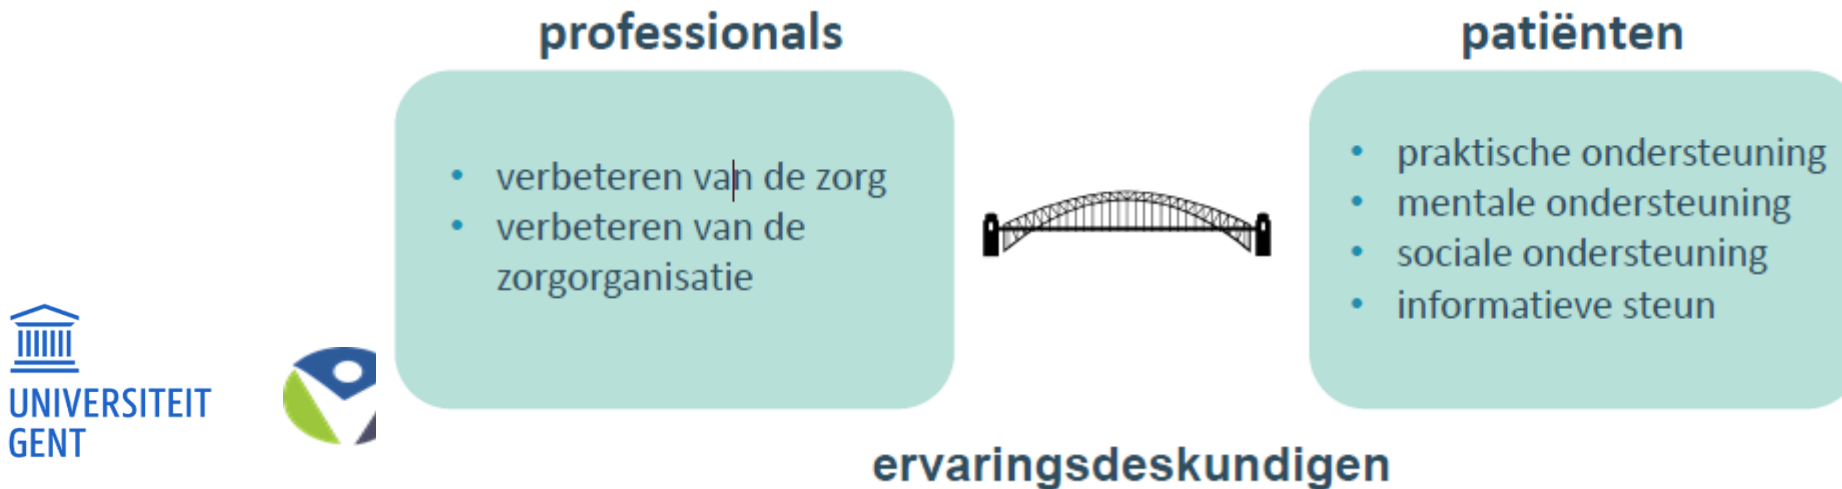 professionals
patiënten
• verbeteren van de zorg
• verbeteren van de
zorgorganisatie
• praktische ondersteuning
• mentale ondersteuning
• sociale ondersteuning
• informatieve steun
UNIVERSITEIT
GENT
ervaringsdeskundigen